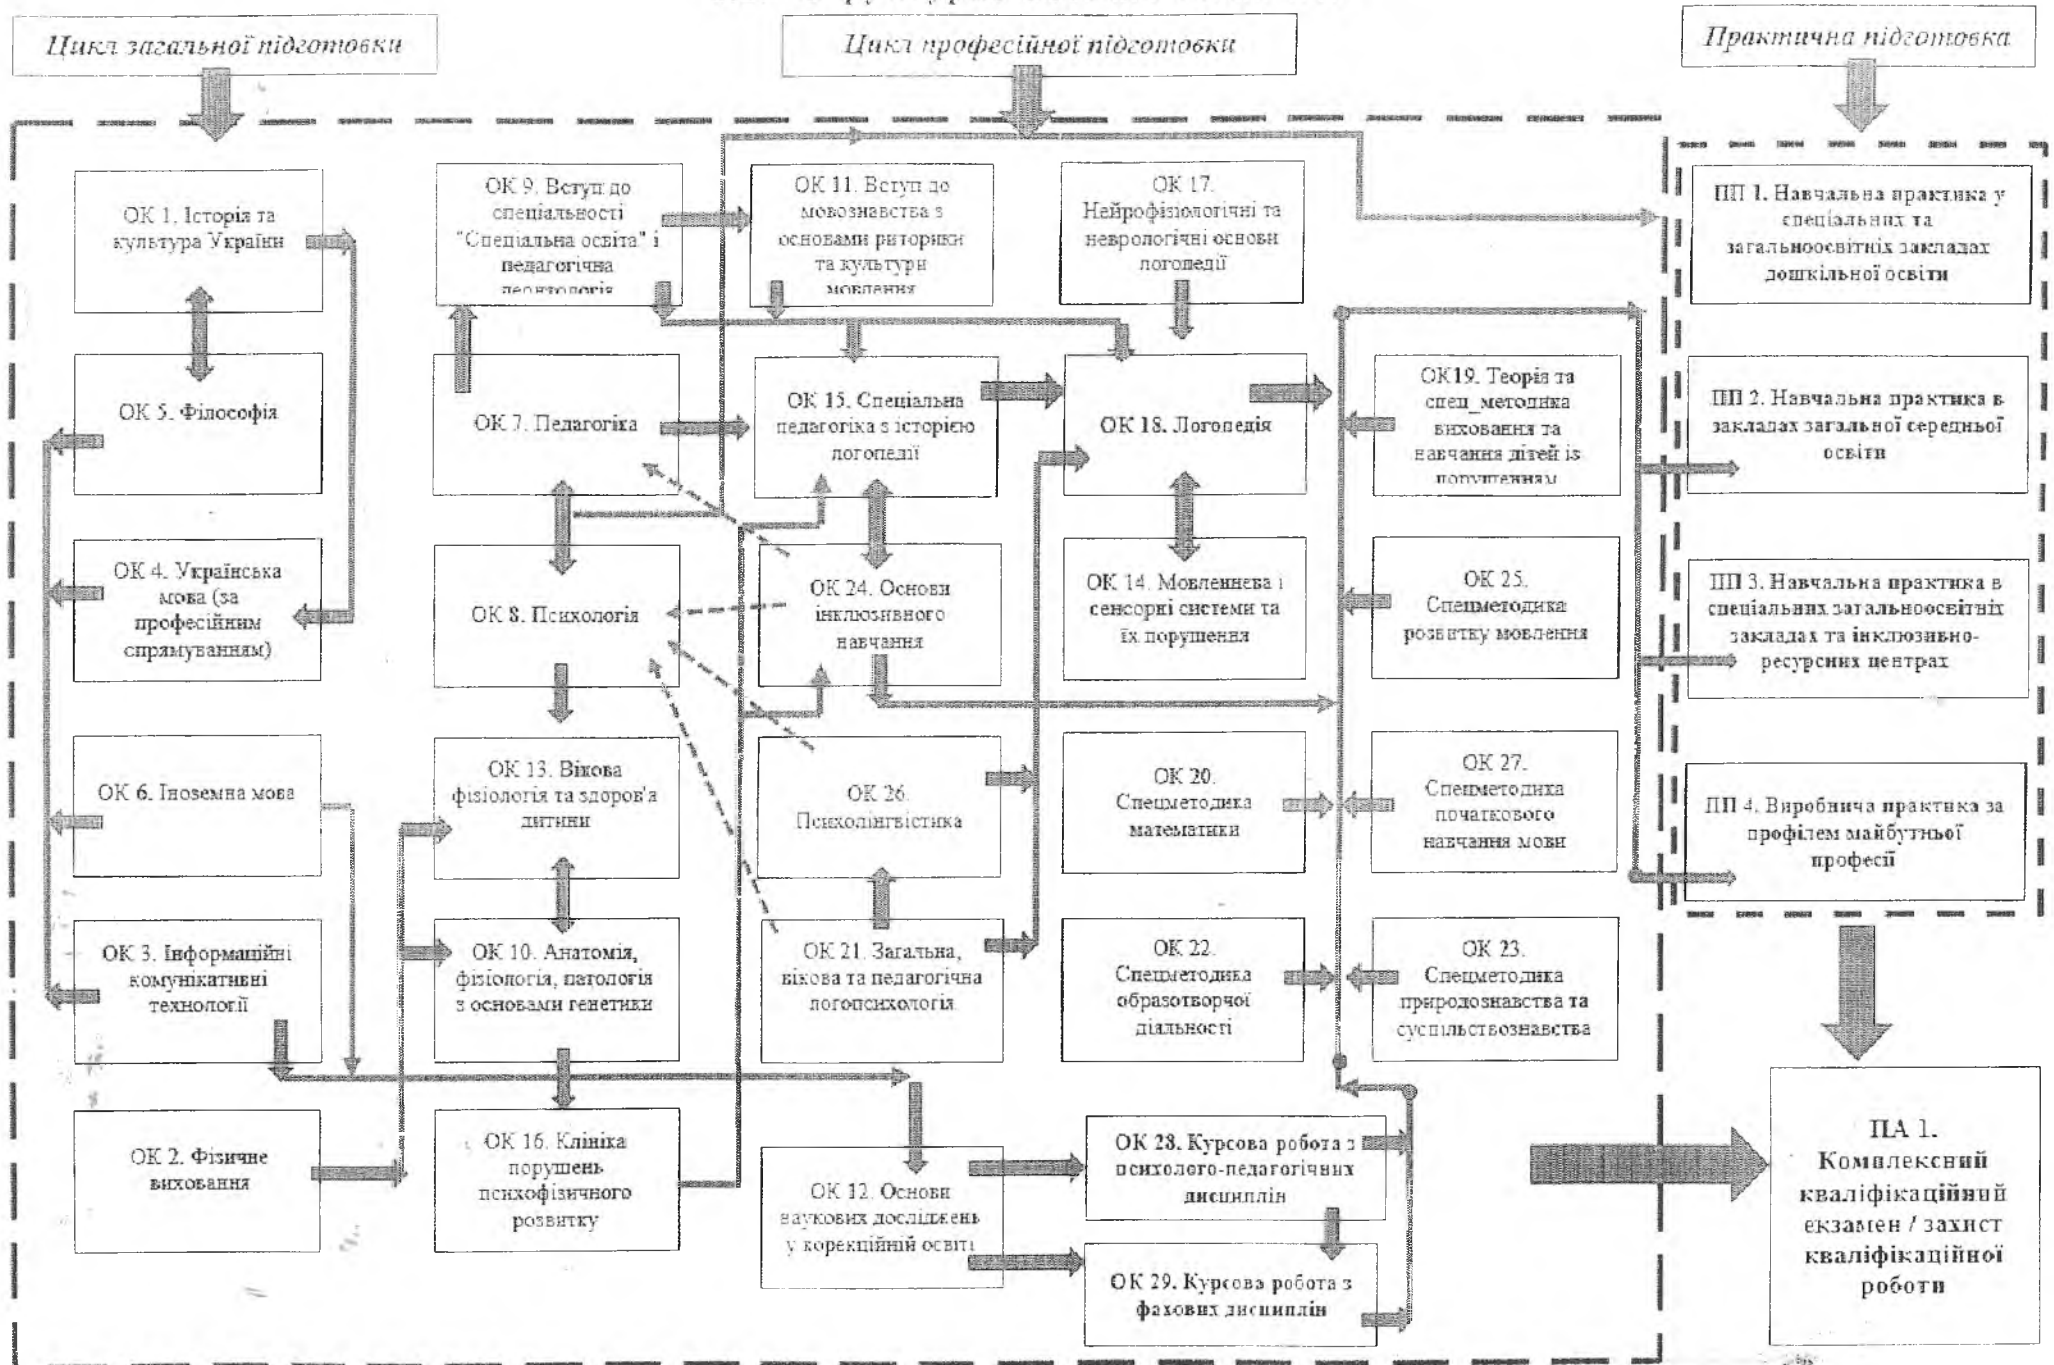 Цикл загальної підготовки
Цикл професійної підготовки
Практична підготовка
ОК 1. Історія та
культура України
ОК 9. Вступ до
спеціальності
"Спеціальна освіта" і
педагогічна
деонтологія
ОК 11. Вступ до
мовознавства з
основами риторики
та культури
мовлення
ОК 17.
Нейрофізіологічні та
неврологічні основи
логопедії
ПП 1. Навчальна практика у
спеціальних та
загальноосвітніх закладах
дошкільної освіти
ОК 5. Філософія
ОК 7. Педагогіка
ОК 15. Спеціальна
педагогіка з історією
логопедії
ОК 18. Логопедія
ОК19. Теорія та
спец_методика
виховання та
навчання дітей із
порушенням
ПП 2. Навчальна практика в
закладах загальної середньої
освіти
ОК 4. Українська
мова (за
професійним
спрямуванням)
ОК 8. Психологія
ОК 24. Основи
інклюзивного
навчання
ОК 14. Мовленнєва і
сенсорні системи та
їх порушення
ОК 25.
Спецметодика
розвитку мовлення
ПП 3. Навчальна практика в
спеціальних загальноосвітніх
закладах та інклюзивно-
ресурсних центрах
ОК 6. Іноземна мова
ОК 13. Вікова
фізіологія та здоров'я
дитини
ОК 26.
Психолінгвістика
ОК 20.
Спецметодика
математики
ОК 27.
Спецметодика
початкового
навчання мови
ПП 4. Виробнича практика за
профілем майбутньої
професії
ОК 3. Інформаційні
комунікативні
технології
ОК 10. Анатомія,
фізіологія, патологія
з основами генетики
ОК 21. Загальна,
вікова та педагогічна
логопсихологія
ОК 22.
Спецметодика
образотворчої
діяльності
ОК 23.
Спецметодика
природознавства та
суспільствознавства
ОК 2. Фізичне
виховання
ОК 16. Клініка
порушень
психофізичного
розвитку
ОК 12. Основи
наукових досліджень
у корекційній освіті
ОК 28. Курсова робота з
психолого-педагогічних
дисциплін
ОК 29. Курсова робота з
фахових дисциплін
ПА 1.
Комплексний
кваліфікаційний
екзамен / захист
кваліфікаційної
роботи